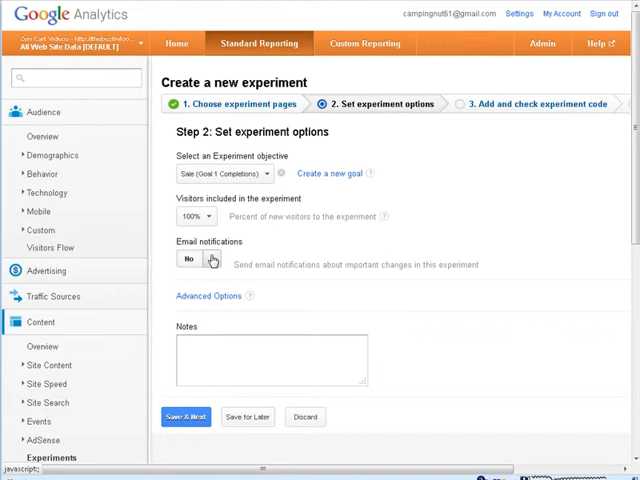 Google Analytics
campingnut61@gmail.com Settings My Account Sign out
All Web Site Data [DEFAULT]
Home Standard Reporting Custom Reporting Admin Help
Create a new experiment
1. Choose experiment pages 2. Set experiment options 3. Add and check experiment code
Audience
Overview
Demographics
Behavior
Technology
Mobile
Custom
Visitors Flow
Advertising
Traffic Sources
Content
Overview
Site Content
Site Speed
Site Search
Events
AdSense
Experiments
Step 2: Set experiment options
Select an Experiment objective
Sale (Goal 1 Completions) Create a new goal ?
Visitors included in the experiment
100% Percent of new visitors to the experiment ?
Email notifications
No Send email notifications about important changes in this experiment
Advanced Options ?
Notes
Save & Next Save for Later Discard
javascript:;